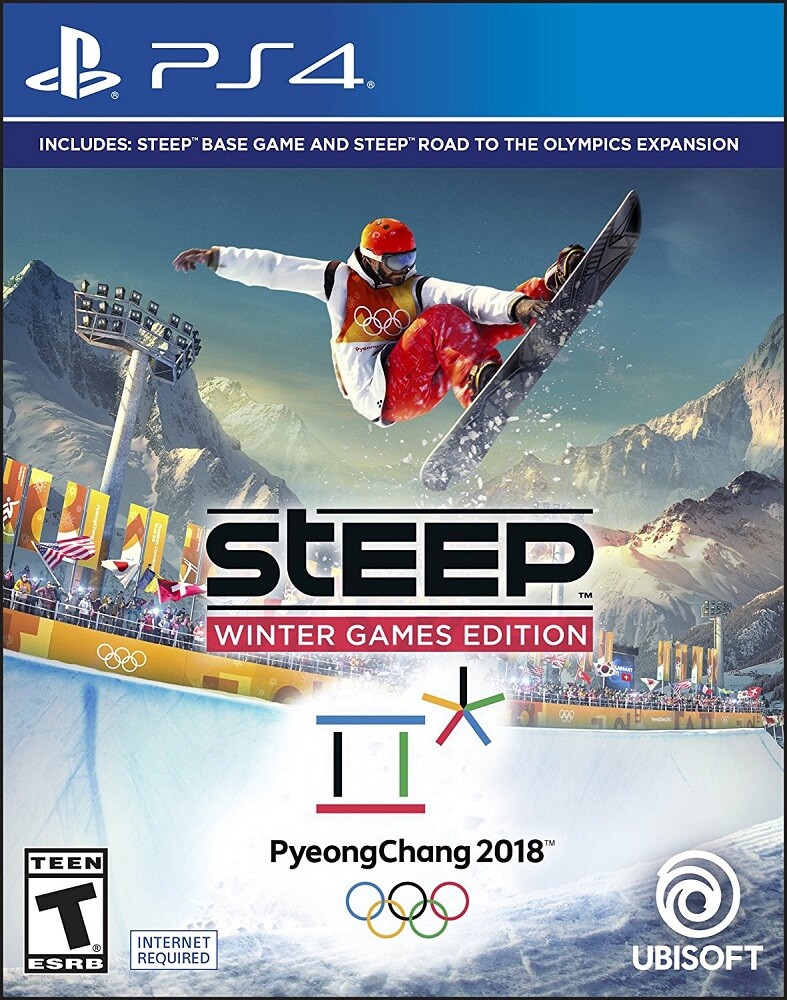 PS4®
INCLUDES: STEEP™ BASE GAME AND STEEP™ ROAD TO THE OLYMPICS EXPANSION
STEEP™
WINTER GAMES EDITION
PyeongChang 2018™
TEEN
T®
ESRB
INTERNET
REQUIRED
UBISOFT